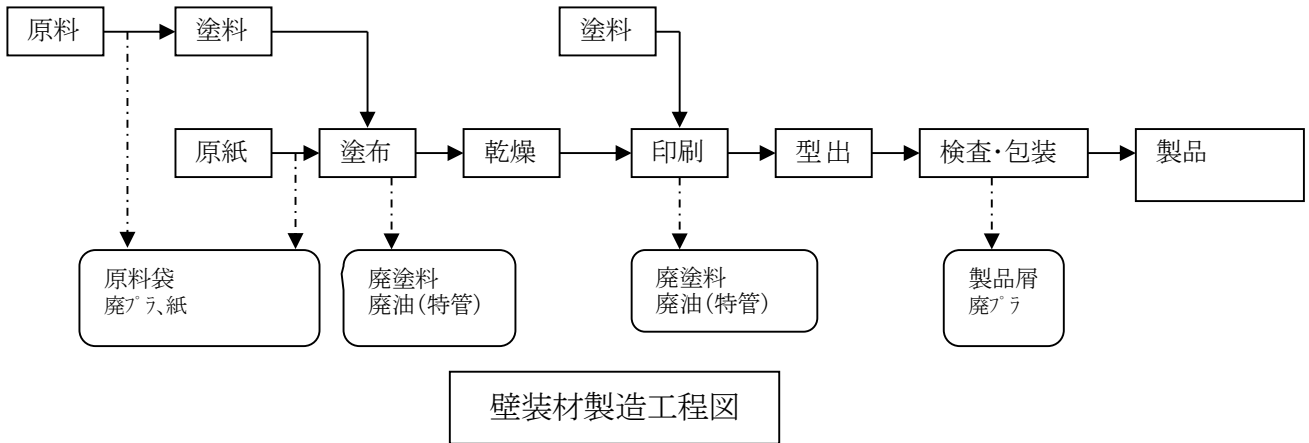 原料
塗料
塗料
原紙
塗布
乾燥
印刷
型出
検査・包装
製品
原料袋
廃ﾌﾟﾗ、紙
廃塗料
廃油(特管)
廃塗料
廃油(特管)
製品屑
廃ﾌﾟﾗ
壁装材製造工程図